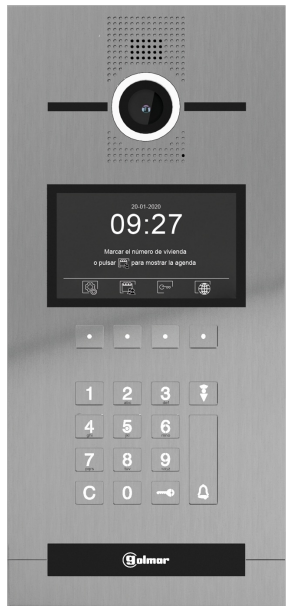 20-01-2020
09:27
Marcar el número de vivienda
o pulsar para mostrar la agenda
1 2 3
4 5 6
7 8 9
C 0
golmar